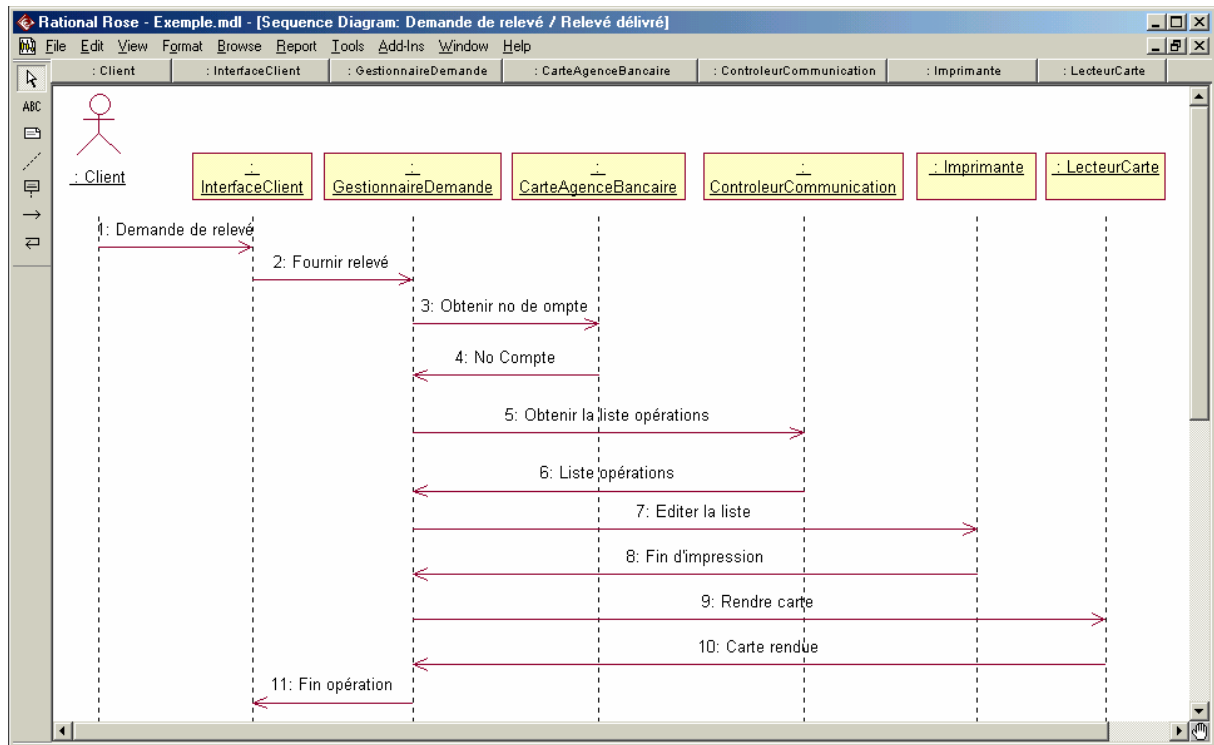 Rational Rose - Exemple.mdl - [Sequence Diagram: Demande de relevé / Relevé délivré]
File Edit View Format Browse Report Tools Add-Ins Window Help
: Client : InterfaceClient : GestionnaireDemande : CarteAgenceBancaire : ControleurCommunication : Imprimante : LecteurCarte
ABC
: Client
:
InterfaceClient
:
GestionnaireDemande
:
CarteAgenceBancaire
:
ControleurCommunication
: Imprimante
: LecteurCarte
1: Demande de relevé
2: Fournir relevé
3: Obtenir no de ompte
4: No Compte
5: Obtenir la liste opérations
6: Liste opérations
7: Editer la liste
8: Fin d'impression
9: Rendre carte
10: Carte rendue
11: Fin opération